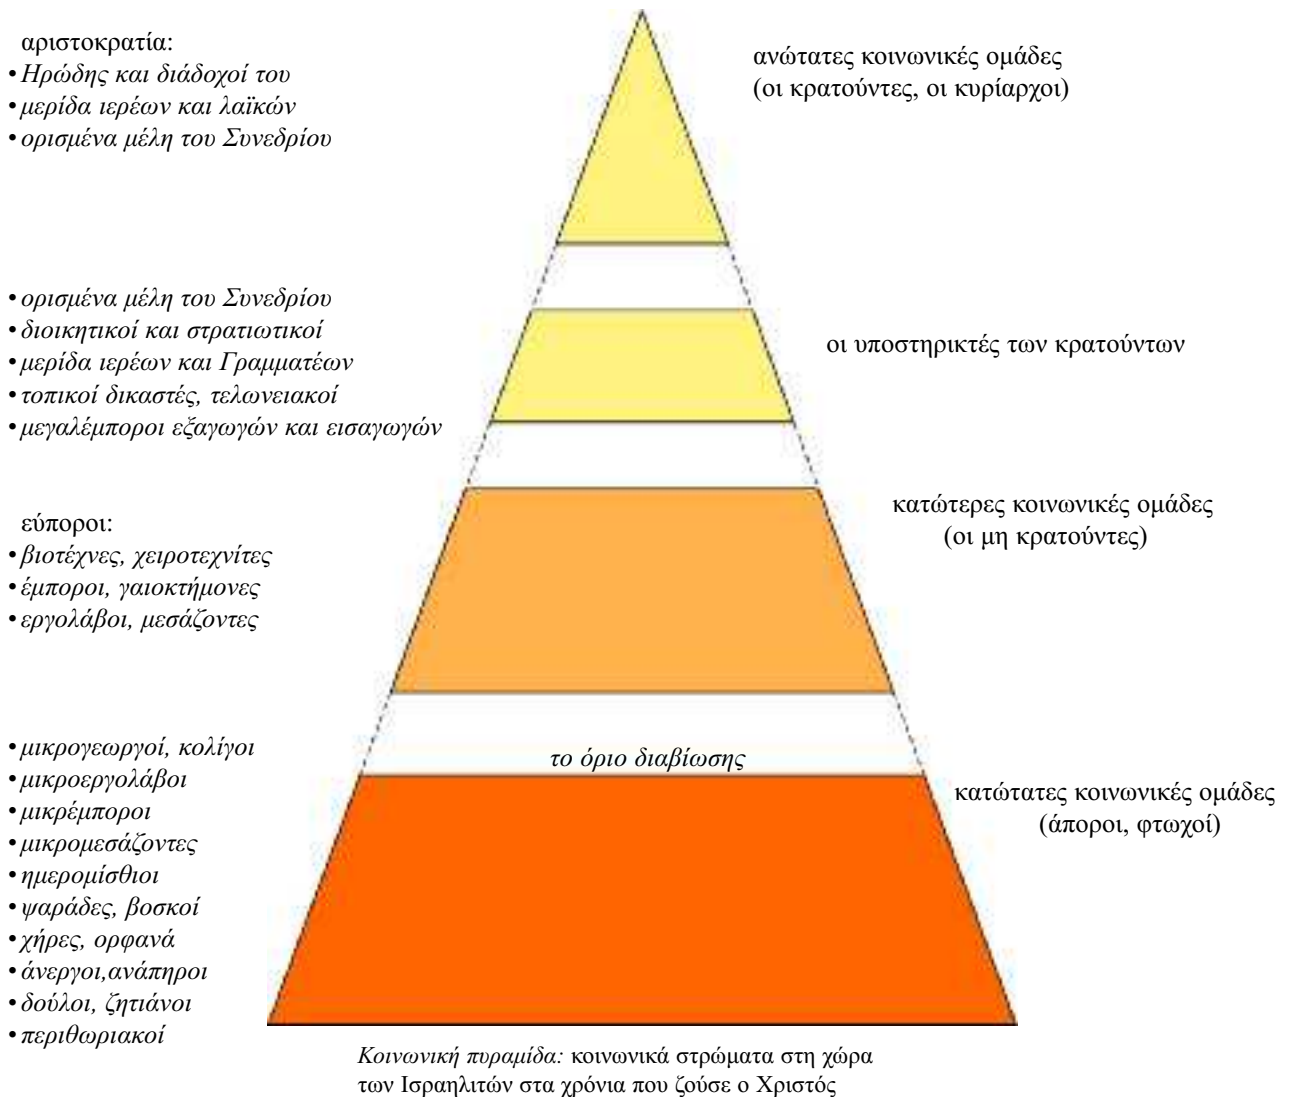 αριστοκρατία:
• Ηρώδης και διάδοχοί του
• μερίδα ιερέων και λαϊκών
• ορισμένα μέλη του Συνεδρίου
ανώτατες κοινωνικές ομάδες
(οι κρατούντες, οι κυρίαρχοι)
• ορισμένα μέλη του Συνεδρίου
• διοικητικοί και στρατιωτικοί
• μερίδα ιερέων και Γραμματέων
• τοπικοί δικαστές, τελωνειακοί
• μεγαλέμποροι εξαγωγών και εισαγωγών
οι υποστηρικτές των κρατούντων
εύποροι:
• βιοτέχνες, χειροτεχνίτες
• έμποροι, γαιοκτήμονες
• εργολάβοι, μεσάζοντες
κατώτερες κοινωνικές ομάδες
(οι μη κρατούντες)
• μικρογεωργοί, κολίγοι
• μικροεργολάβοι
• μικρέμποροι
• μικρομεσάζοντες
• ημερομίσθιοι
• ψαράδες, βοσκοί
• χήρες, ορφανά
• άνεργοι,ανάπηροι
• δούλοι, ζητιάνοι
• περιθωριακοί
το όριο διαβίωσης
κατώτατες κοινωνικές ομάδες
(άποροι, φτωχοί)
Κοινωνική πυραμίδα: κοινωνικά στρώματα στη χώρα
των Ισραηλιτών στα χρόνια που ζούσε ο Χριστός